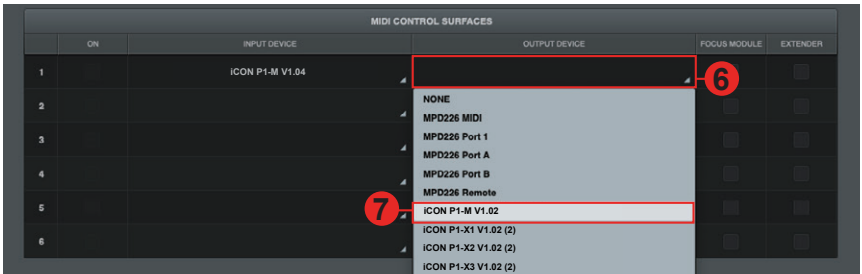 MIDI CONTROL SURFACES
ON INPUT DEVICE OUTPUT DEVICE FOCUS MODULE EXTENDER
1 iCON P1-M V1.04 6
2 NONE
MPD226 MIDI
3 MPD226 Port 1
MPD226 Port A
4 MPD226 Port B
MPD226 Remote
5 7 iCON P1-M V1.02
iCON P1-X1 V1.02 (2)
6 iCON P1-X2 V1.02 (2)
iCON P1-X3 V1.02 (2)